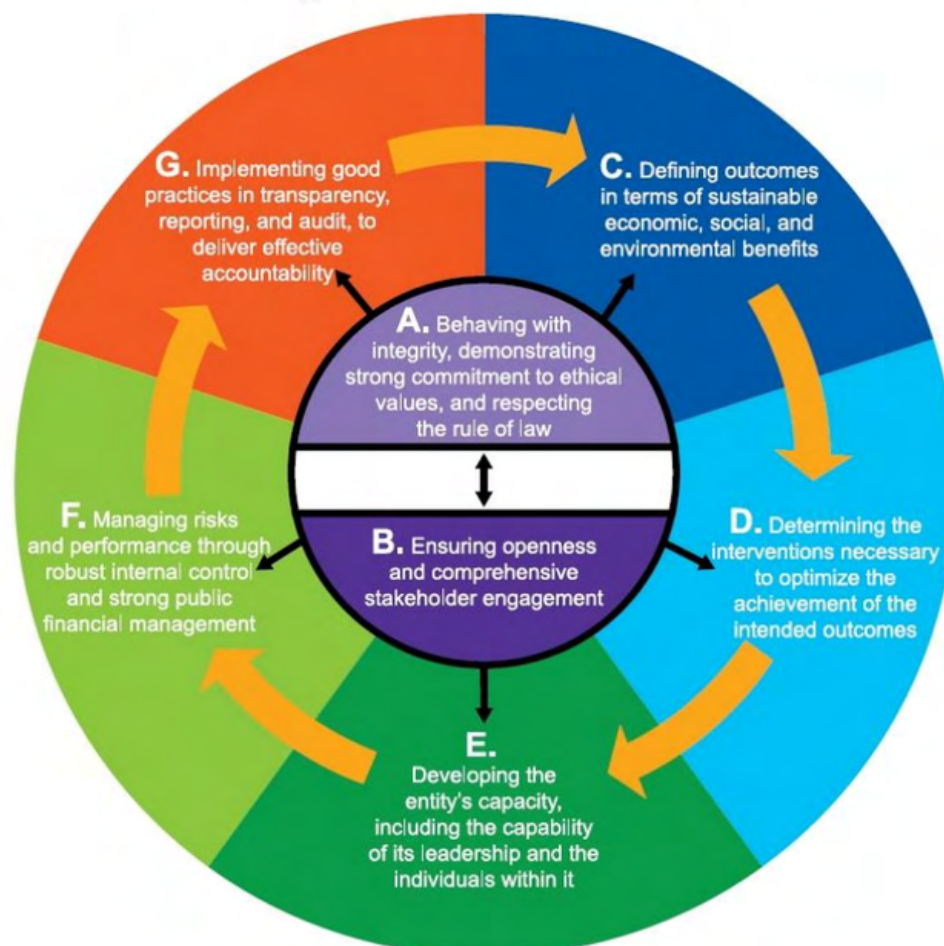 A. Behaving with
integrity, demonstrating
strong commitment to ethical
values, and respecting
the rule of law
B. Ensuring openness
and comprehensive
stakeholder engagement
C. Defining outcomes
in terms of sustainable
economic, social, and
environmental benefits
D. Determining the
interventions necessary
to optimize the
achievement of the
intended outcomes
E.
Developing the
entity's capacity,
including the capability
of its leadership and the
individuals within it
F. Managing risks
and performance through
robust internal control
and strong public
financial management
G. Implementing good
practices in transparency,
reporting, and audit, to
deliver effective
accountability